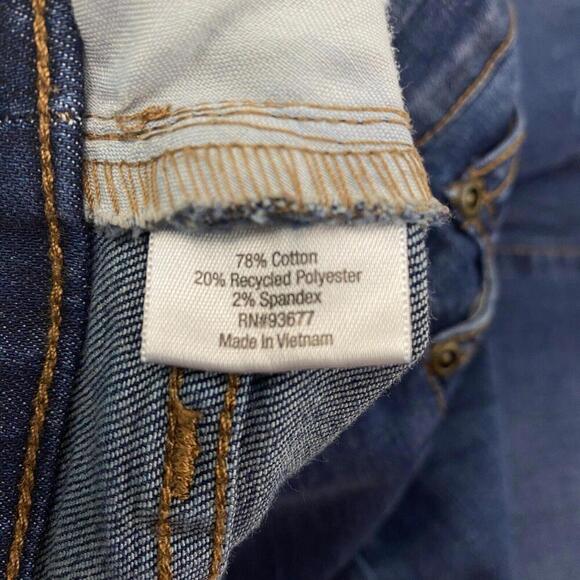 78% Cotton
20% Recycled Polyester
2% Spandex
RN#93677
Made In Vietnam